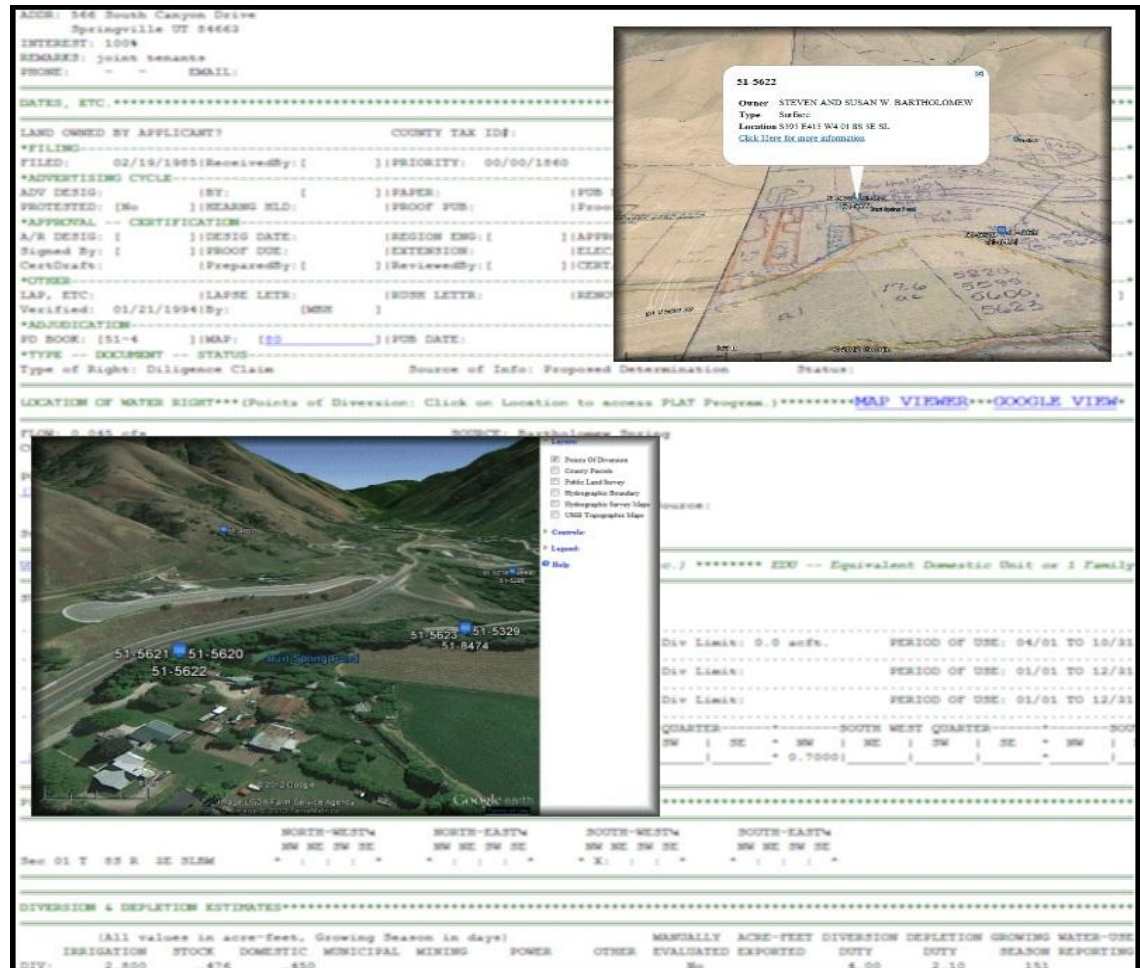 ADDR: 566 South Canyon Drive
Springville UT 84663
INTEREST: 100%
REMARKS: joint tenants
PHONE: - - EMAIL:
DATES, ETC.
LAND OWNED BY APPLICANT? COUNTY TAX ID#:
*FILING
FILED: 02/19/1985|ReceivedBy:[ ]|PRIORITY: 00/00/1860
*ADVERTISING CYCLE
ADV DESIG: |BY: [ ]|PAPER: |PUB
PROTESTED: [No ]|HEARNG HLD: |PROOF PUB:
*APPROVAL -- CERTIFICATION
A/R DESIG: [ ]|DESIG DATE: |REGION ENG:[
Signed By: [ ]|PROOF DUE: |EXTENSION:
CertDraft: |PreparedBy:[ ]|ReviewedBy:[
*OTHER
LAP, ETC: |LAPSE LETR: |RUSH LETTR:
Verified: 01/21/1994|By: [WBH ]
*ADJUDICATION
PD BOOK: [51-4 ]|MAP: [80 ]|PUB DATE:
*TYPE -- DOCUMENT -- STATUS
Type of Right: Diligence Claim Source of Info: Proposed Determination Status:
51-5622
Owner STEVEN AND SUSAN W. BARTHOLOMEW
Type Surface
Location S395 E415 W4 01 8S 3E SL
Click Here for more information
17.6
ac
5220,
5599,
5600,
5623
LOCATION OF WATER RIGHT***(Points of Diversion: Click on Location to access PLAT Program.)*********MAP VIEWER***GOOGLE VIEW*
FLOW: 0.045 cfs SOURCE: Bartholomew Spring
Layers:
Points Of Diversion
County Parcels
Public Land Survey
Hydrographic Boundary
Hydrographic Survey Maps
USGS Topographic Maps
Controls:
Legend:
Help
ource:
******** EDU -- Equivalent Domestic Unit or 1 Family
51-5621 51-5620
51-5622
51-5623 51-5329
51-8474
Google earth
Div Limit: 0.0 acft. PERIOD OF USE: 04/01 TO 10/31
Div Limit: PERIOD OF USE: 01/01 TO 12/31
Div Limit: PERIOD OF USE: 01/01 TO 12/31
QUARTER SOUTH WEST QUARTER SOU
SW | SE * NW | NE | SW | SE * NW |
* 0.7000|
NORTH-WEST¼ NORTH-EAST¼ SOUTH-WEST¼ SOUTH-EAST¼
NW NE SW SE NW NE SW SE NW NE SW SE NW NE SW SE
Sec 01 T 8S R 3E SLBM * : : : * * : : : * * X: : : * * : : : *
DIVERSION & DEPLETION ESTIMATES
(All values in acre-feet, Growing Season in days) MANUALLY ACRE-FEET DIVERSION DEPLETION GROWING WATER-USE
IRRIGATION STOCK DOMESTIC MUNICIPAL MINING POWER OTHER EVALUATED EXPORTED DUTY DUTY SEASON REPORTING
DIV: 2.800 .476 .450 No 4.00 2.10 151